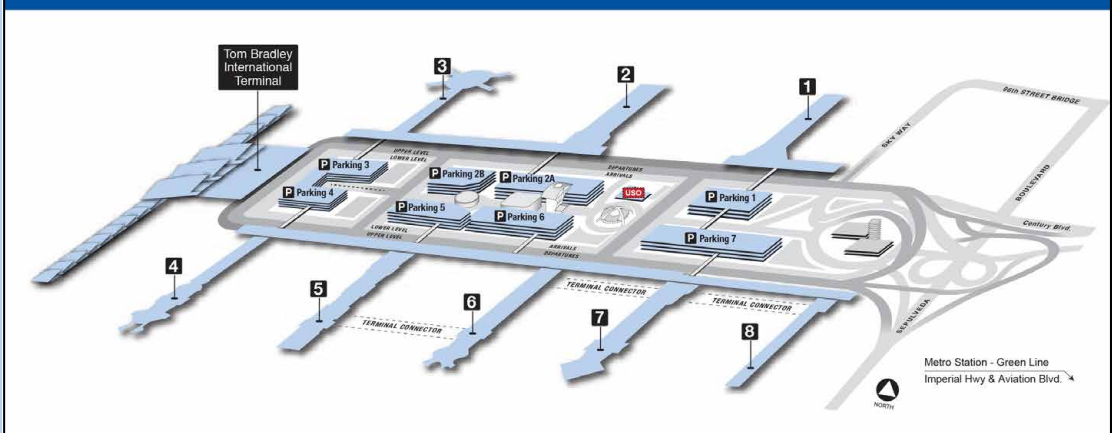 Tom Bradley
International
Terminal
3
2
1
96th STREET BRIDGE
SKY WAY
BOULEVARD
UPPER LEVEL
LOWER LEVEL
DEPARTURES
ARRIVALS
P Parking 3
P Parking 2B
P Parking 2A
USO
P Parking 4
P Parking 1
P Parking 5
P Parking 6
P Parking 7
Century Blvd.
LOWER LEVEL
UPPER LEVEL
ARRIVALS
DEPARTURES
4
5
6
7
8
TERMINAL CONNECTOR
TERMINAL CONNECTOR
TERMINAL CONNECTOR
SEPULVEDA
Metro Station - Green Line
Imperial Hwy & Aviation Blvd.
NORTH